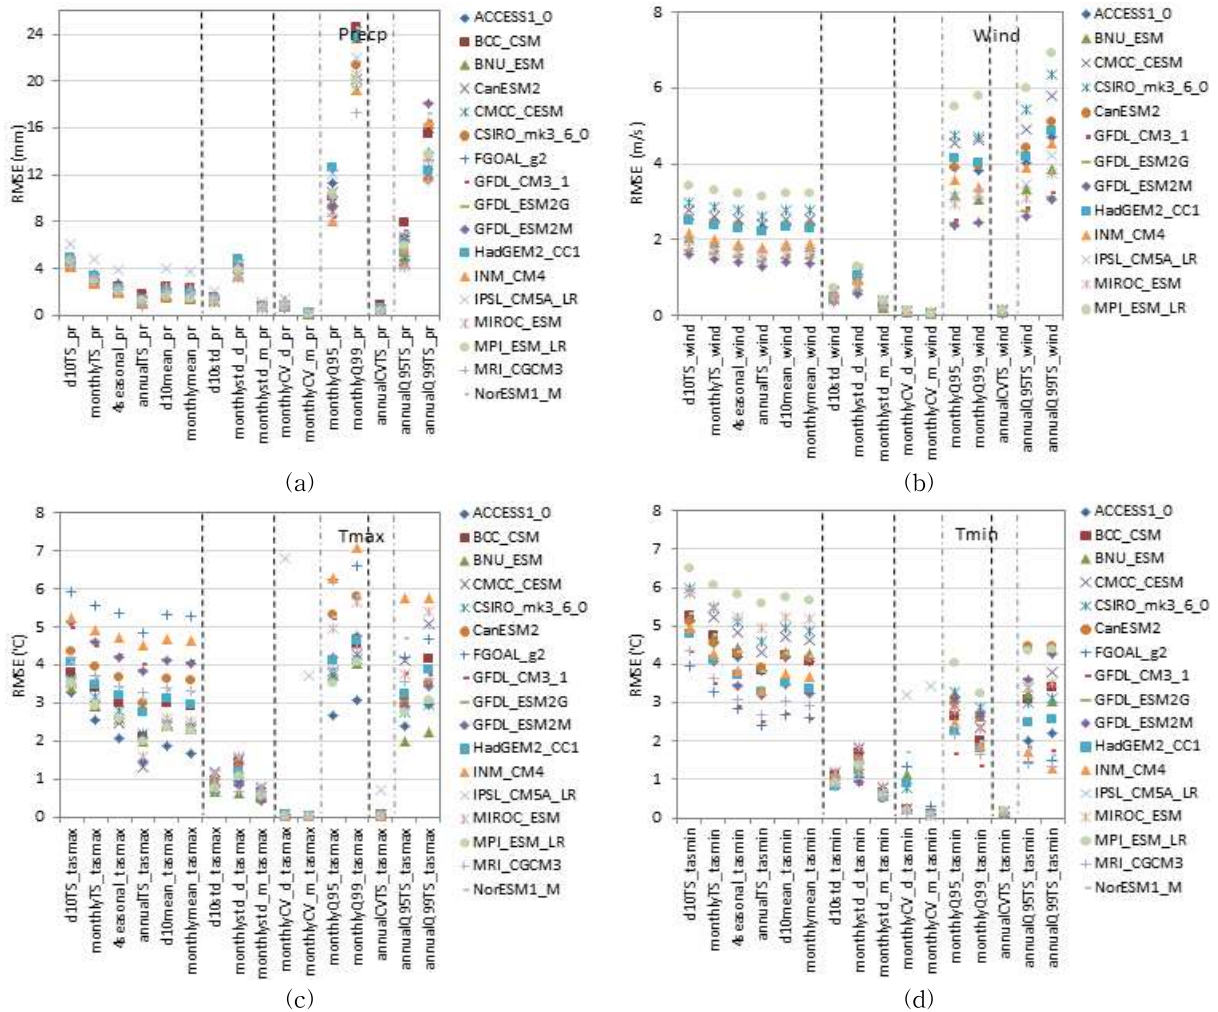 Precp
RMSE (mm)
24
20
16
12
8
4
0
d10TS_pr
monthlyTS_pr
4seasonal_pr
annualTS_pr
d10mean_pr
monthlymean_pr
d10std_pr
monthlystd_d_pr
monthlystd_m_pr
monthlyCV_d_pr
monthlyCV_m_pr
monthlyQ95_pr
monthlyQ99_pr
annualCVTS_pr
annualQ95TS_pr
annualQ99TS_pr
ACCESS1_0
BCC_CSM
BNU_ESM
CanESM2
CMCC_CESM
CSIRO_mk3_6_0
FGOAL_g2
GFDL_CM3_1
GFDL_ESM2G
GFDL_ESM2M
HadGEM2_CC1
INM_CM4
IPSL_CM5A_LR
MIROC_ESM
MPI_ESM_LR
MRI_CGCM3
NorESM1_M
(a)
Wind
RMSE (m/s)
8
6
4
2
0
d10TS_wind
monthlyTS_wind
4seasonal_wind
annualTS_wind
d10mean_wind
monthlymean_wind
d10std_wind
monthlystd_d_wind
monthlystd_m_wind
monthlyCV_d_wind
monthlyCV_m_wind
monthlyQ95_wind
monthlyQ99_wind
annualCVTS_wind
annualQ95TS_wind
annualQ99TS_wind
ACCESS1_0
BNU_ESM
CMCC_CESM
CSIRO_mk3_6_0
CanESM2
GFDL_CM3_1
GFDL_ESM2G
GFDL_ESM2M
HadGEM2_CC1
INM_CM4
IPSL_CM5A_LR
MIROC_ESM
MPI_ESM_LR
(b)
Tmax
RMSE (℃)
8
7
6
5
4
3
2
1
0
d10TS_tasmax
monthlyTS_tasmax
4seasonal_tasmax
annualTS_tasmax
d10mean_tasmax
monthlymean_tasmax
d10std_tasmax
monthlystd_d_tasmax
monthlystd_m_tasmax
monthlyCV_d_tasmax
monthlyCV_m_tasmax
monthlyQ95_tasmax
monthlyQ99_tasmax
annualCVTS_tasmax
annualQ95TS_tasmax
annualQ99TS_tasmax
ACCESS1_0
BCC_CSM
BNU_ESM
CMCC_CESM
CSIRO_mk3_6_0
CanESM2
FGOAL_g2
GFDL_CM3_1
GFDL_ESM2G
GFDL_ESM2M
HadGEM2_CC1
INM_CM4
IPSL_CM5A_LR
MIROC_ESM
MPI_ESM_LR
MRI_CGCM3
NorESM1_M
(c)
Tmin
RMSE (℃)
8
7
6
5
4
3
2
1
0
d10TS_tasmin
monthlyTS_tasmin
4seasonal_tasmin
annualTS_tasmin
d10mean_tasmin
monthlymean_tasmin
d10std_tasmin
monthlystd_d_tasmin
monthlystd_m_tasmin
monthlyCV_d_tasmin
monthlyCV_m_tasmin
monthlyQ95_tasmin
monthlyQ99_tasmin
annualCVTS_tasmin
annualQ95TS_tasmin
annualQ99TS_tasmin
ACCESS1_0
BCC_CSM
BNU_ESM
CMCC_CESM
CSIRO_mk3_6_0
CanESM2
FGOAL_g2
GFDL_CM3_1
GFDL_ESM2G
GFDL_ESM2M
HadGEM2_CC1
INM_CM4
IPSL_CM5A_LR
MIROC_ESM
MPI_ESM_LR
MRI_CGCM3
NorESM1_M
(d)